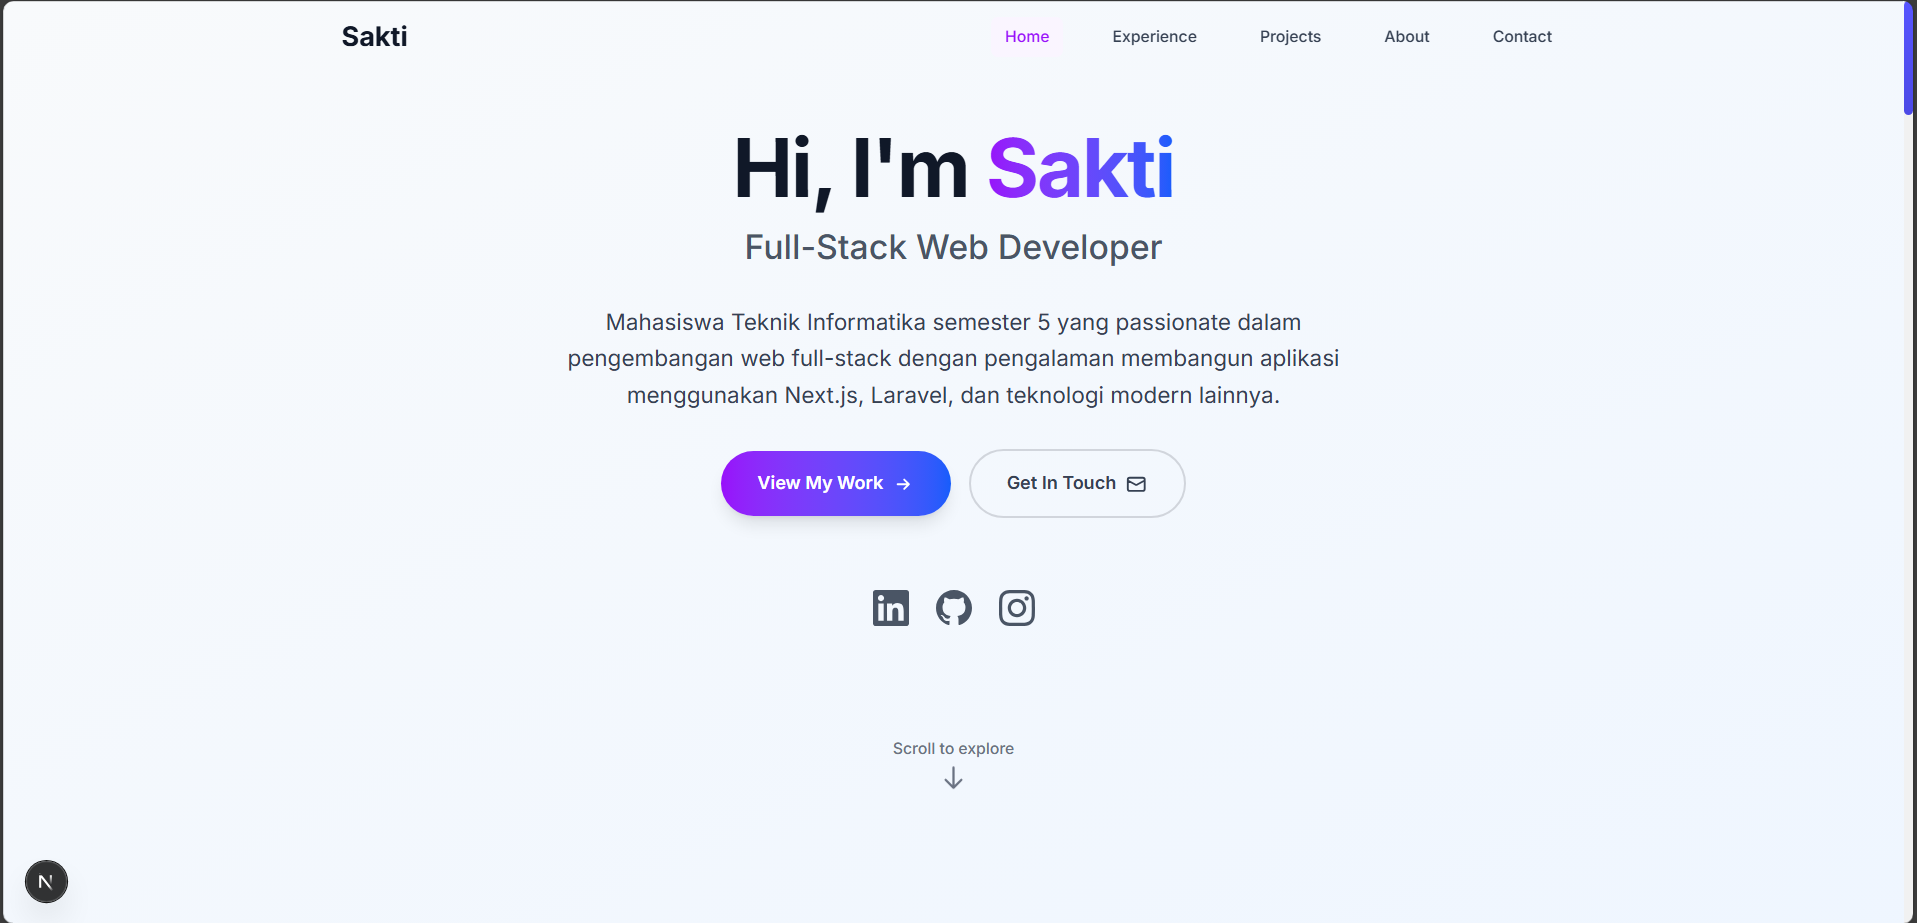 Sakti
Home
Experience
Projects
About
Contact
Hi, I'm Sakti
Full-Stack Web Developer
Mahasiswa Teknik Informatika semester 5 yang passionate dalam
pengembangan web full-stack dengan pengalaman membangun aplikasi
menggunakan Next.js, Laravel, dan teknologi modern lainnya.
View My Work
Get In Touch
in
Scroll to explore
N